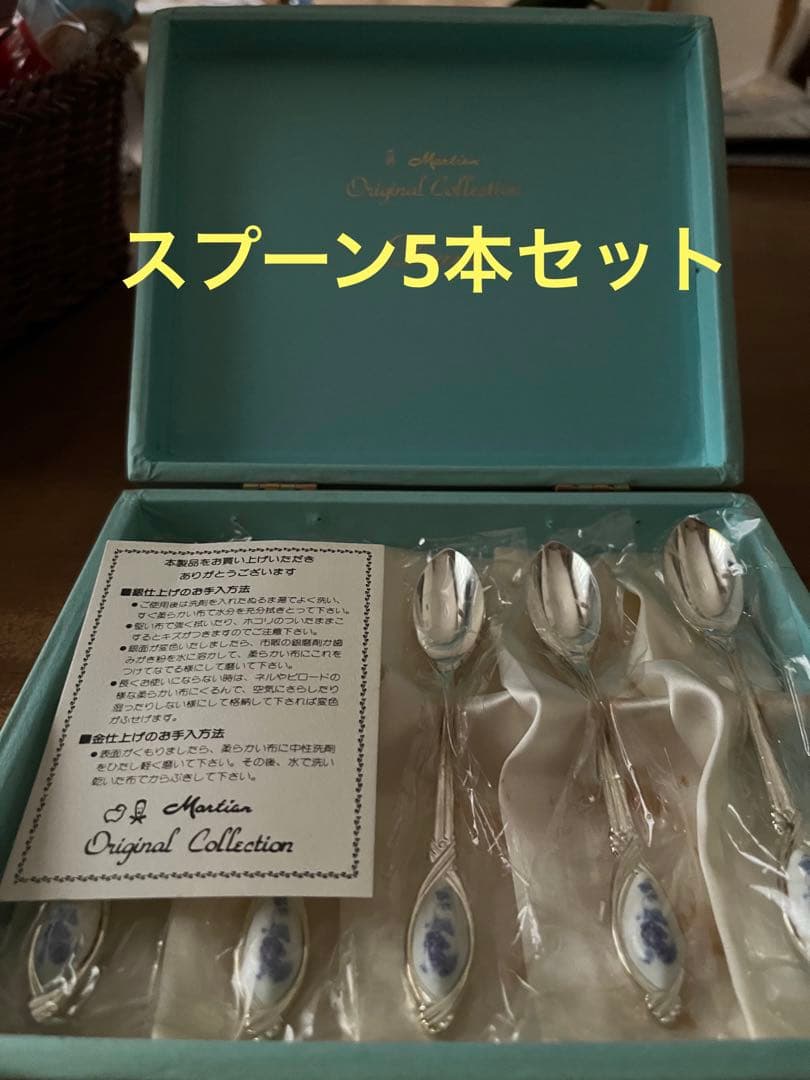 Martian
Original Collection
スプーン5本セット
本製品をお買い上げいただき
ありがとうございます
■銀仕上げのお手入方法
●ご使用後は洗剤を入れたぬるま湯でよく洗い、
すぐ柔らかい布で水分を充分拭きとって下さい。
●堅い布で強く拭いたり、ホコリのついたままこ
するとキズがつきますのでご注意下さい。
●銀面が変色いたしましたら、市販の銀磨剤か歯
みがき粉を水に溶かして、柔らかい布にこれを
つけてなでる様にして磨いて下さい。
●長くお使いにならない時は、ネルやビロードの
様な柔らかい布にくるんで、空気にさらしたり
湿ったりしない様にして格納して下されば変色
がふせげます。
■金仕上げのお手入方法
●表面がくもりましたら、柔らかい布に中性洗剤
をひたし軽く磨いて下さい。その後、水で洗い
乾いた布でからぶきして下さい。
Martian
Original Collection